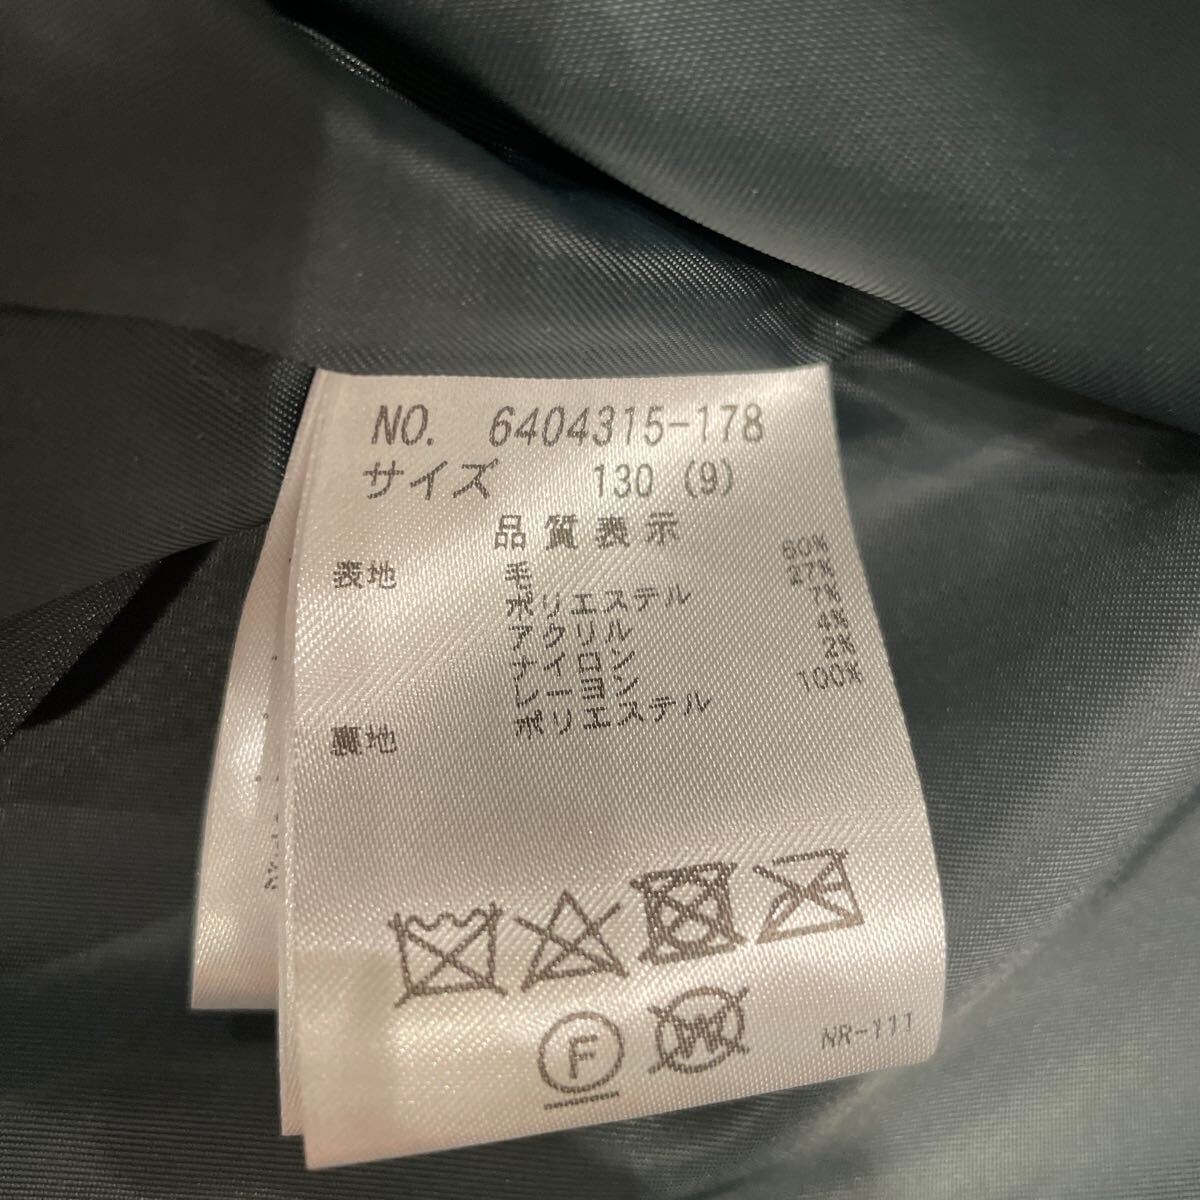 NO. 6404315-178
サイズ 130 (9)
品質表示
表地 毛 60%
ポリエステル 27%
アクリル 7%
ナイロン 4%
レーヨン 2%
裏地 ポリエステル 100%
F
W
NR-111